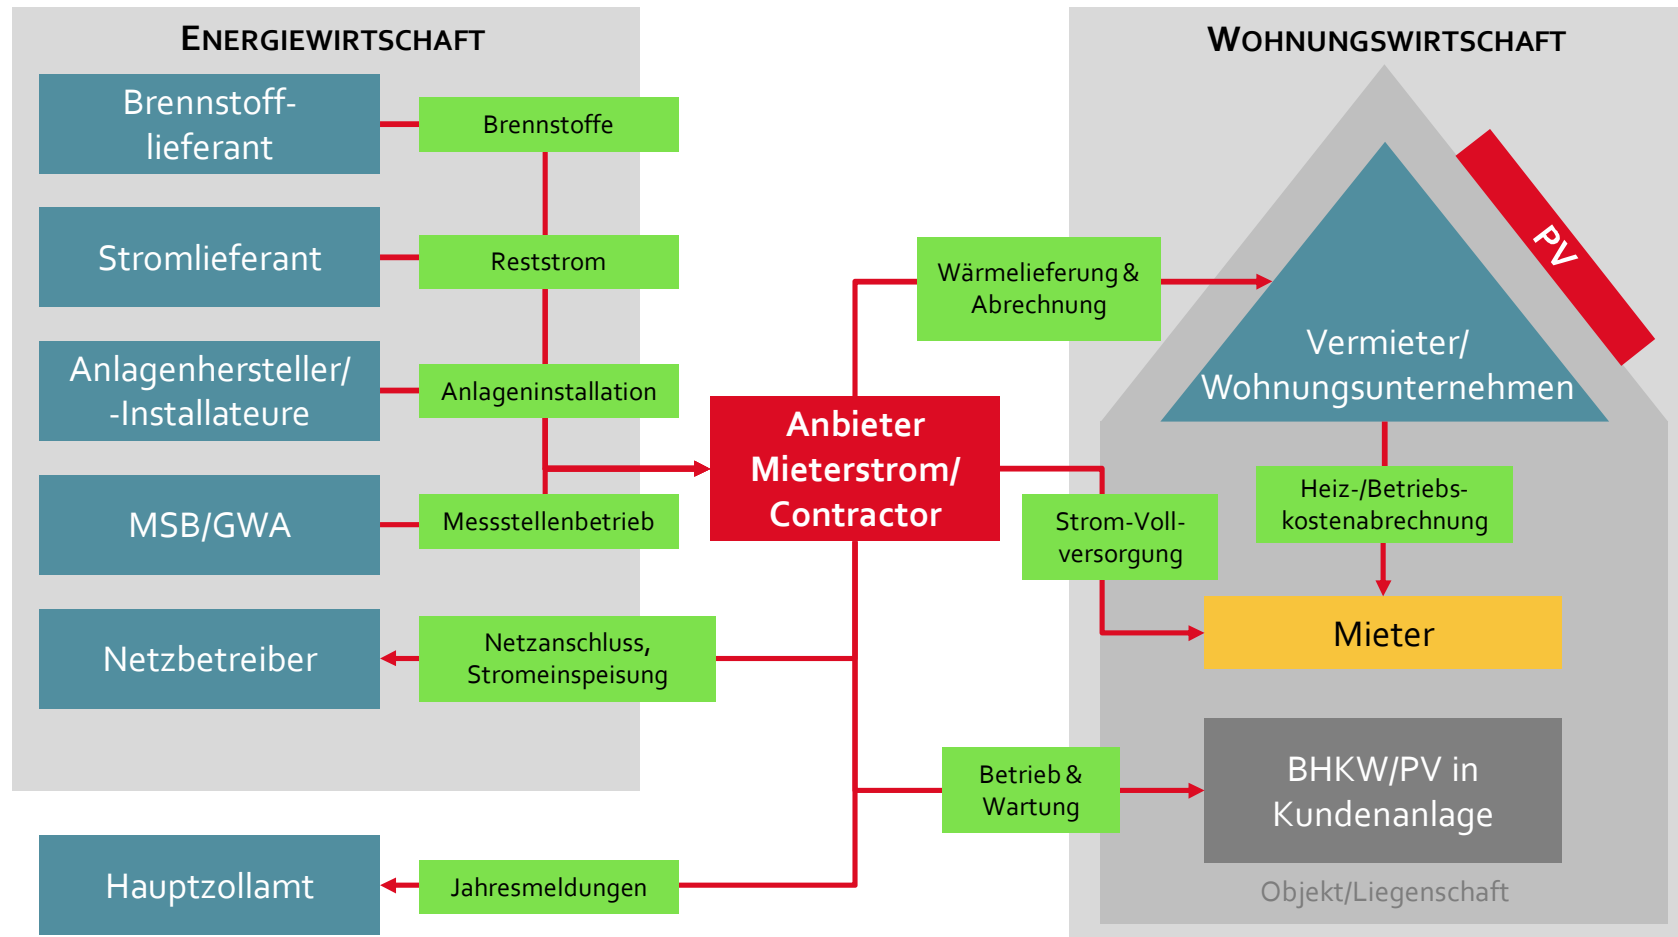 ENERGIEWIRTSCHAFT
Brennstoff-
lieferant
Brennstoffe
Stromlieferant
Reststrom
Anlagenhersteller/
-Installateure
Anlageninstallation
MSB/GWA
Messstellenbetrieb
Netzbetreiber
Netzanschluss,
Stromeinspeisung
Hauptzollamt
Jahresmeldungen
Anbieter
Mieterstrom/
Contractor
Wärmelieferung &
Abrechnung
Strom-Voll-
versorgung
Betrieb &
Wartung
WOHNUNGSWIRTSCHAFT
PV
Vermieter/
Wohnungsunternehmen
Heiz-/Betriebs-
kostenabrechnung
Mieter
BHKW/PV in
Kundenanlage
Objekt/Liegenschaft